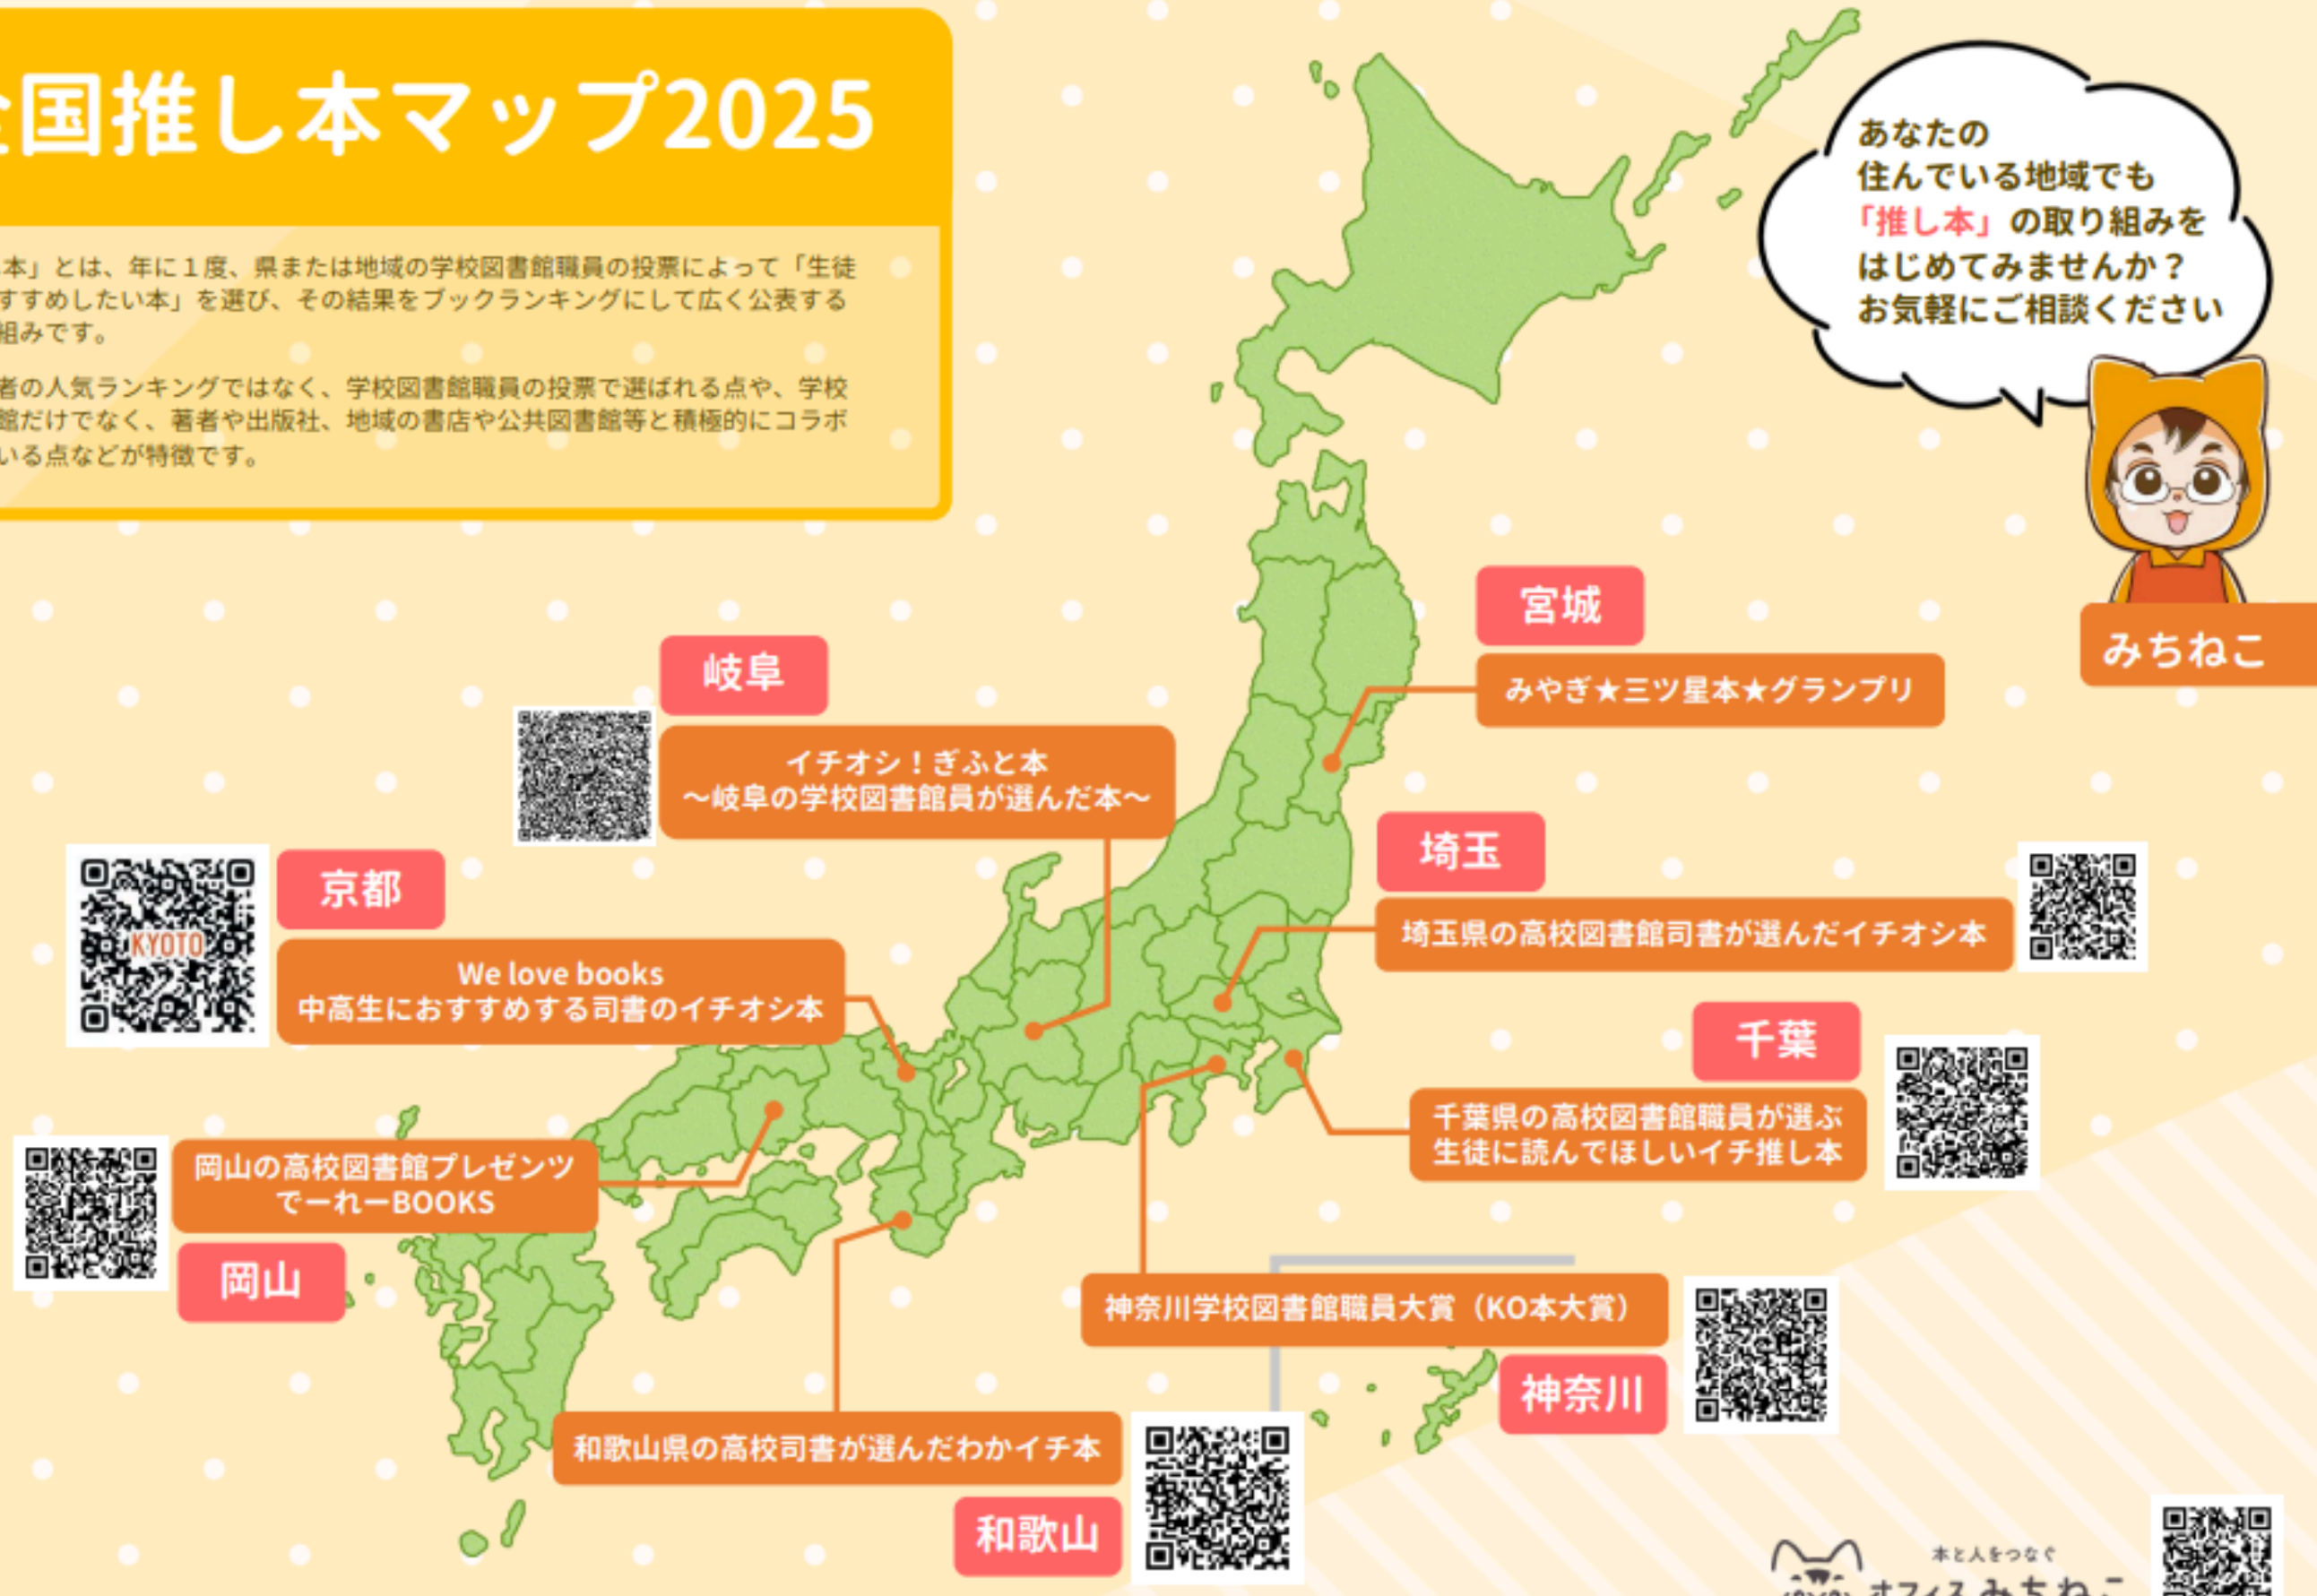 全国推し本マップ2025
本」とは、年に１度、県または地域の学校図書館職員の投票によって「生徒
すすめしたい本」を選び、その結果をブックランキングにして広く公表する
組みです。
者の人気ランキングではなく、学校図書館職員の投票で選ばれる点や、学校
館だけでなく、著者や出版社、地域の書店や公共図書館等と積極的にコラボ
いる点などが特徴です。
あなたの
住んでいる地域でも
「推し本」の取り組みを
はじめてみませんか？
お気軽にご相談ください
みちねこ
宮城
みやぎ★三ツ星本★グランプリ
岐阜
イチオシ！ぎふと本
～岐阜の学校図書館員が選んだ本～
埼玉
埼玉県の高校図書館司書が選んだイチオシ本
京都
KYOTO
We love books
中高生におすすめする司書のイチオシ本
千葉
千葉県の高校図書館職員が選ぶ
生徒に読んでほしいイチ推し本
岡山の高校図書館プレゼンツ
でーれーBOOKS
岡山
神奈川学校図書館職員大賞（KO本大賞）
神奈川
和歌山県の高校司書が選んだわかイチ本
和歌山
本と人をつなぐ
オフィスみちねこ